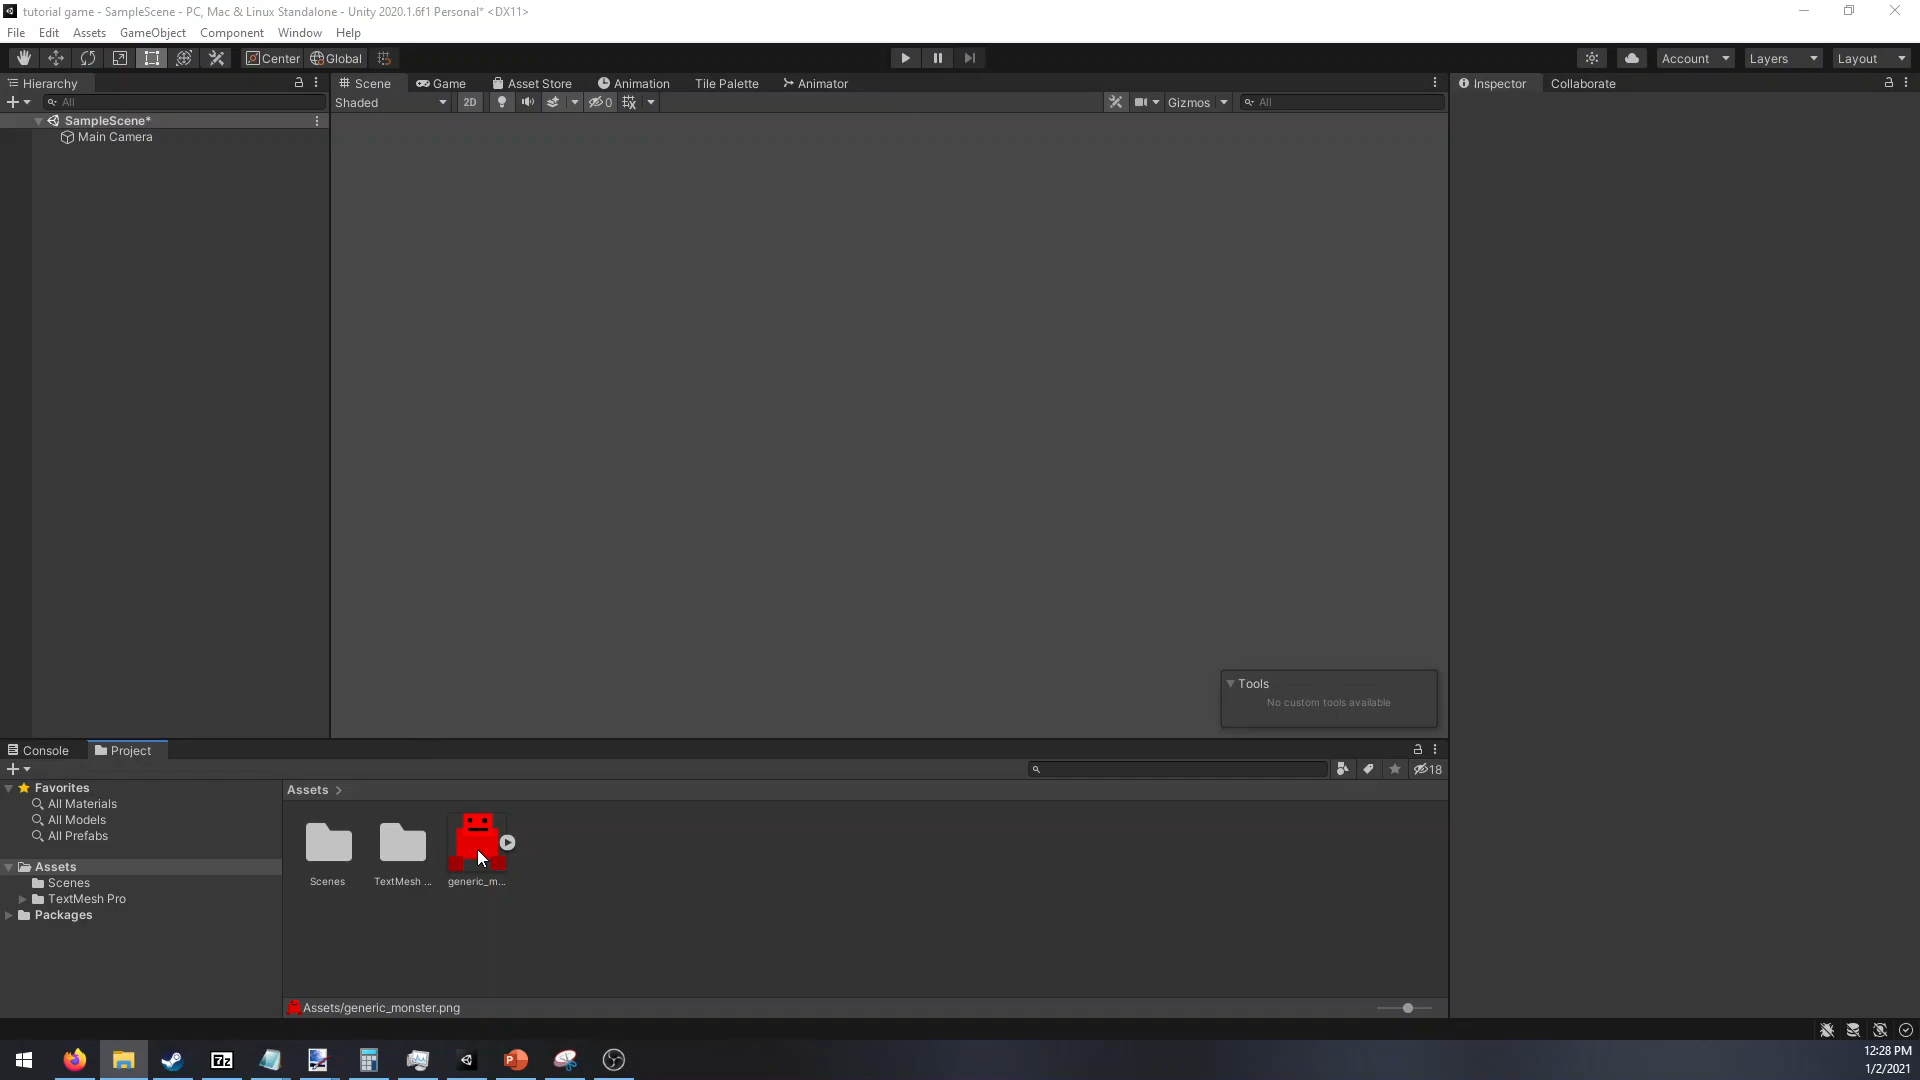 tutorial game - SampleScene - PC, Mac & Linux Standalone - Unity 2020.1.6f1 Personal* <DX11>
File Edit Assets GameObject Component Window Help
Center Global Account Layers Layout
Hierarchy Scene Game Asset Store Animation Tile Palette Animator Inspector Collaborate
All Shaded 2D 0 Gizmos All
SampleScene*
Main Camera
Tools
No custom tools available
Console Project
18
Favorites Assets
All Materials
All Models
All Prefabs
Assets
Scenes
TextMesh Pro
Packages
Scenes TextMesh ... generic_m...
Assets/generic_monster.png
7z
P
12:28 PM
1/2/2021